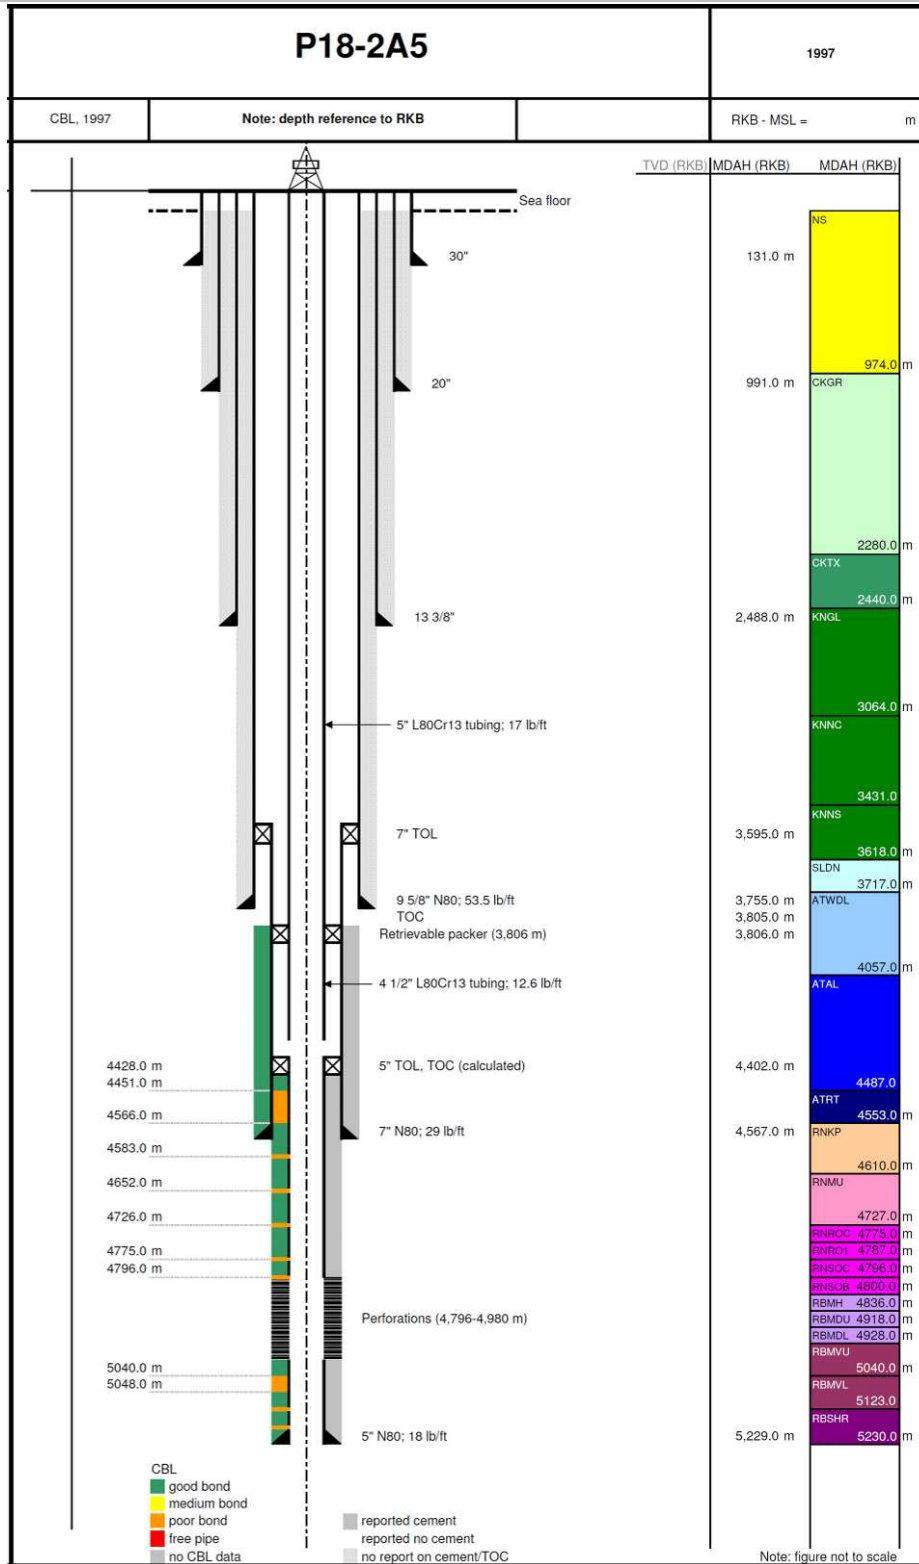 P18-2A5
1997
CBL, 1997
Note: depth reference to RKB
RKB - MSL = m
TVD (RKB) MDAH (RKB) MDAH (RKB)
Sea floor
NS
30" 131.0 m
974.0 m
20" 991.0 m CKGR
2280.0 m
CKTX
2440.0 m
13 3/8" 2,488.0 m KNGL
3064.0 m
5" L80Cr13 tubing; 17 lb/ft KNNC
3431.0 m
KNNS
7" TOL 3,595.0 m
3618.0 m
SLDN
3717.0 m
9 5/8" N80; 53.5 lb/ft 3,755.0 m ATWDL
TOC 3,805.0 m
Retrievable packer (3,806 m) 3,806.0 m
4057.0 m
4 1/2" L80Cr13 tubing; 12.6 lb/ft ATAL
4428.0 m 5" TOL, TOC (calculated) 4,402.0 m
4451.0 m 4487.0
ATRT
4566.0 m 4553.0 m
7" N80; 29 lb/ft 4,567.0 m RNKP
4583.0 m
4610.0 m
4652.0 m RNMU
4726.0 m 4727.0 m
RNROC 4775.0 m
4775.0 m RNRO1 4787.0 m
4796.0 m RNSOC 4796.0 m
RNSOB 4800.0 m
RBMH 4836.0 m
Perforations (4,796-4,980 m) RBMDU 4918.0 m
RBMDL 4928.0 m
RBMVU
5040.0 m 5040.0 m
5048.0 m RBMVL
5123.0
RBSHR
5" N80; 18 lb/ft 5,229.0 m 5230.0 m
CBL
good bond
medium bond
poor bond reported cement
free pipe reported no cement
no CBL data no report on cement/TOC Note: figure not to scale